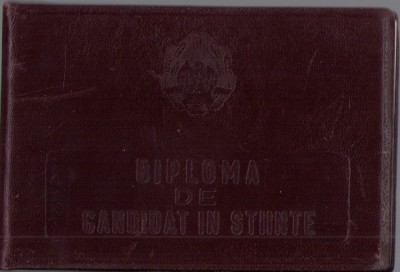 DIPLOMA
DE
CANDIDAT IN STIINTE